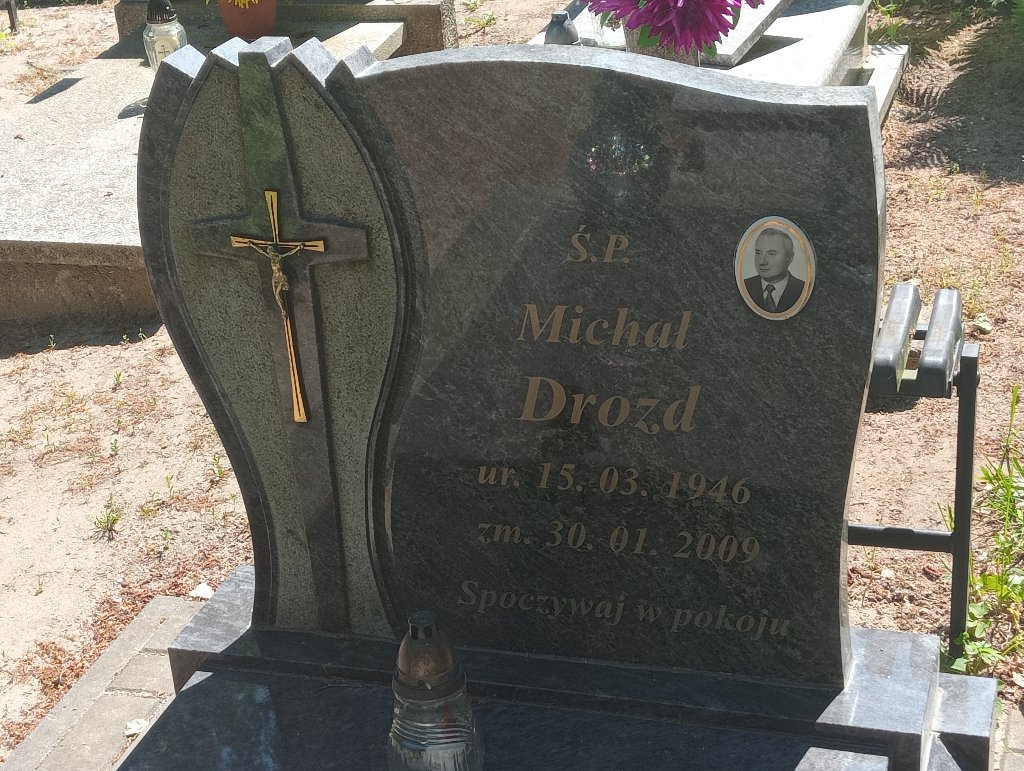 Ś.P.
Michał
Drozd
ur. 15. 03. 1946
zm. 30. 01. 2009
Spoczywaj w pokoju